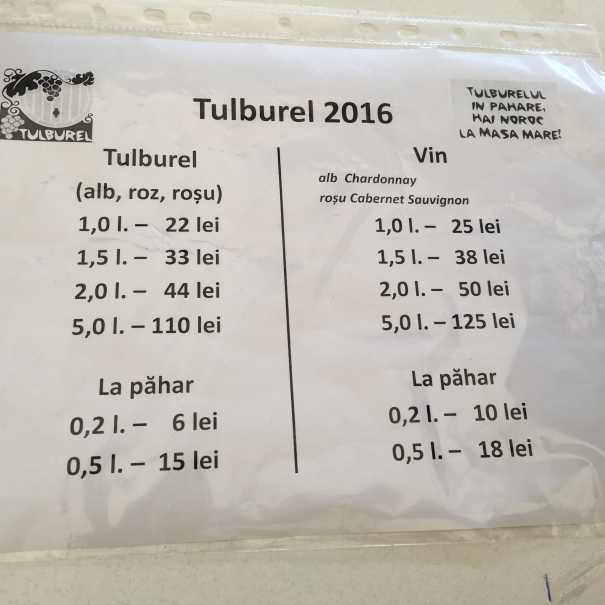 TULBUREL
Tulburel 2016
TULBURELUL
IN PAHARE,
HAI NOROC
LA MASA MARE!
Tulburel
(alb, roz, roșu)
1,0 l. – 22 lei
1,5 l. – 33 lei
2,0 l. – 44 lei
5,0 l. – 110 lei
La păhar
0,2 l. – 6 lei
0,5 l. – 15 lei
Vin
alb Chardonnay
roșu Cabernet Sauvignon
1,0 l. – 25 lei
1,5 l. – 38 lei
2,0 l. – 50 lei
5,0 l. – 125 lei
La păhar
0,2 l. – 10 lei
0,5 l. – 18 lei